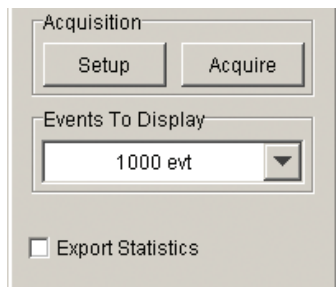 Acquisition
Setup Acquire
Events To Display
1000 evt
Export Statistics